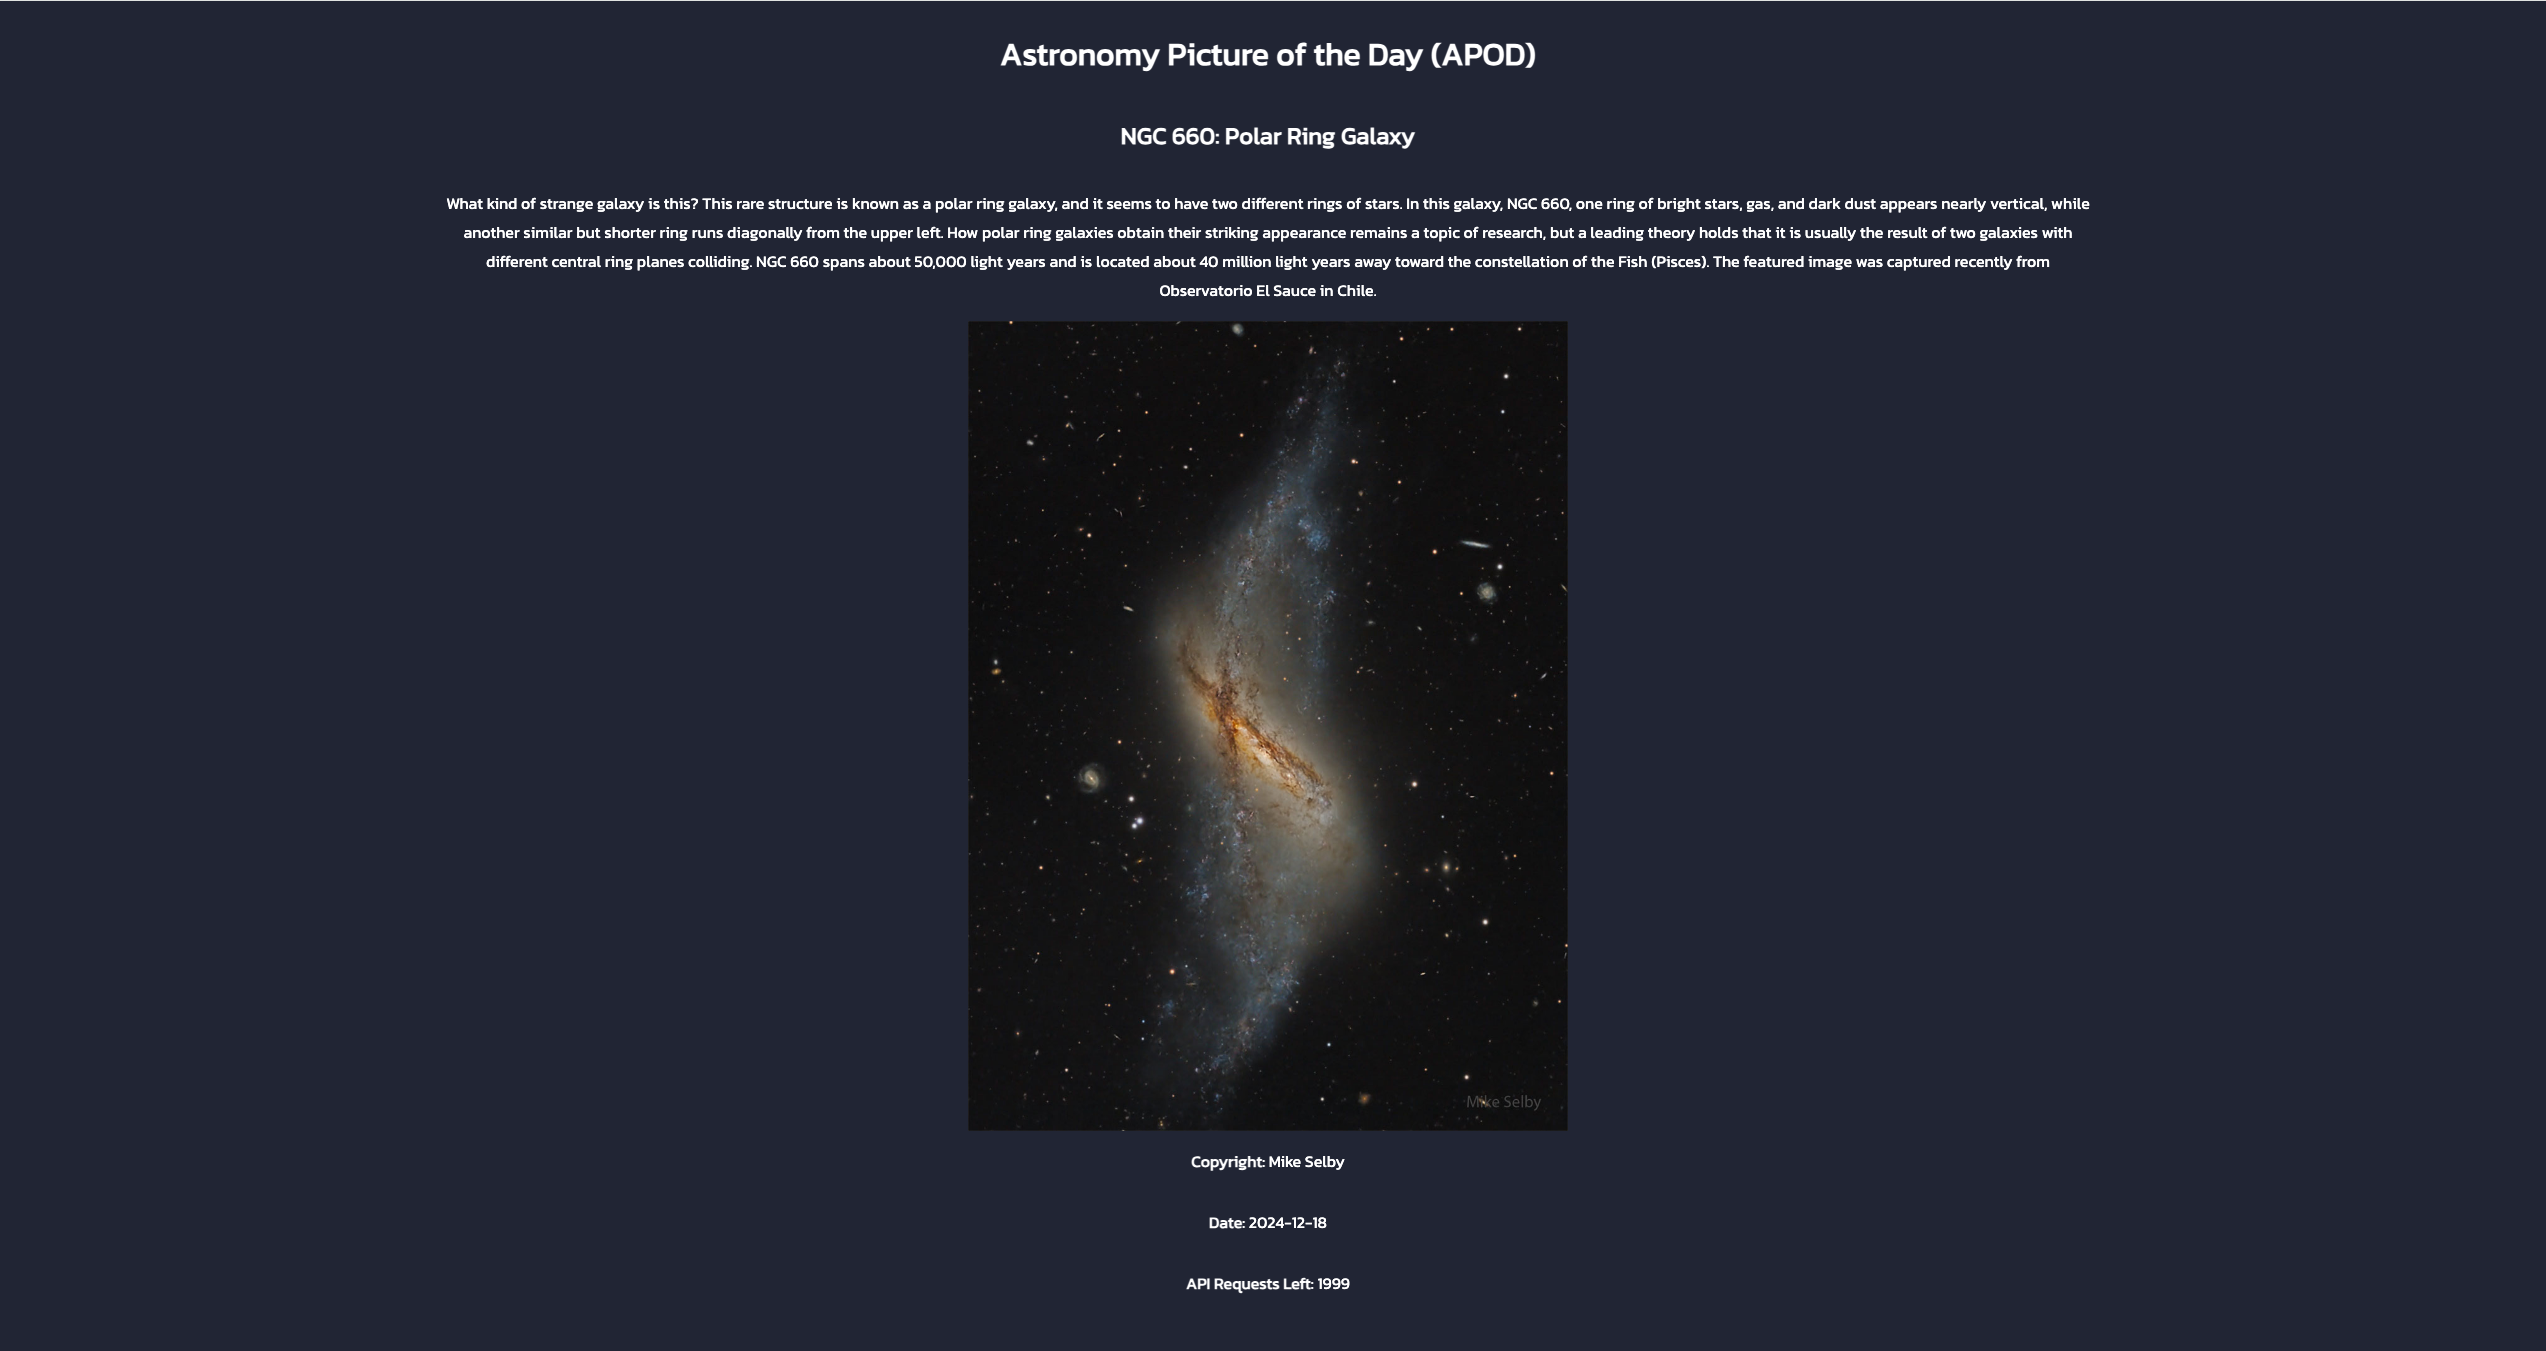 Astronomy Picture of the Day (APOD)
NGC 660: Polar Ring Galaxy
What kind of strange galaxy is this? This rare structure is known as a polar ring galaxy, and it seems to have two different rings of stars. In this galaxy, NGC 660, one ring of bright stars, gas, and dark dust appears nearly vertical, while
another similar but shorter ring runs diagonally from the upper left. How polar ring galaxies obtain their striking appearance remains a topic of research, but a leading theory holds that it is usually the result of two galaxies with
different central ring planes colliding. NGC 660 spans about 50,000 light years and is located about 40 million light years away toward the constellation of the Fish (Pisces). The featured image was captured recently from
Observatorio El Sauce in Chile.
Mike Selby
Copyright: Mike Selby
Date: 2024-12-18
API Requests Left: 1999